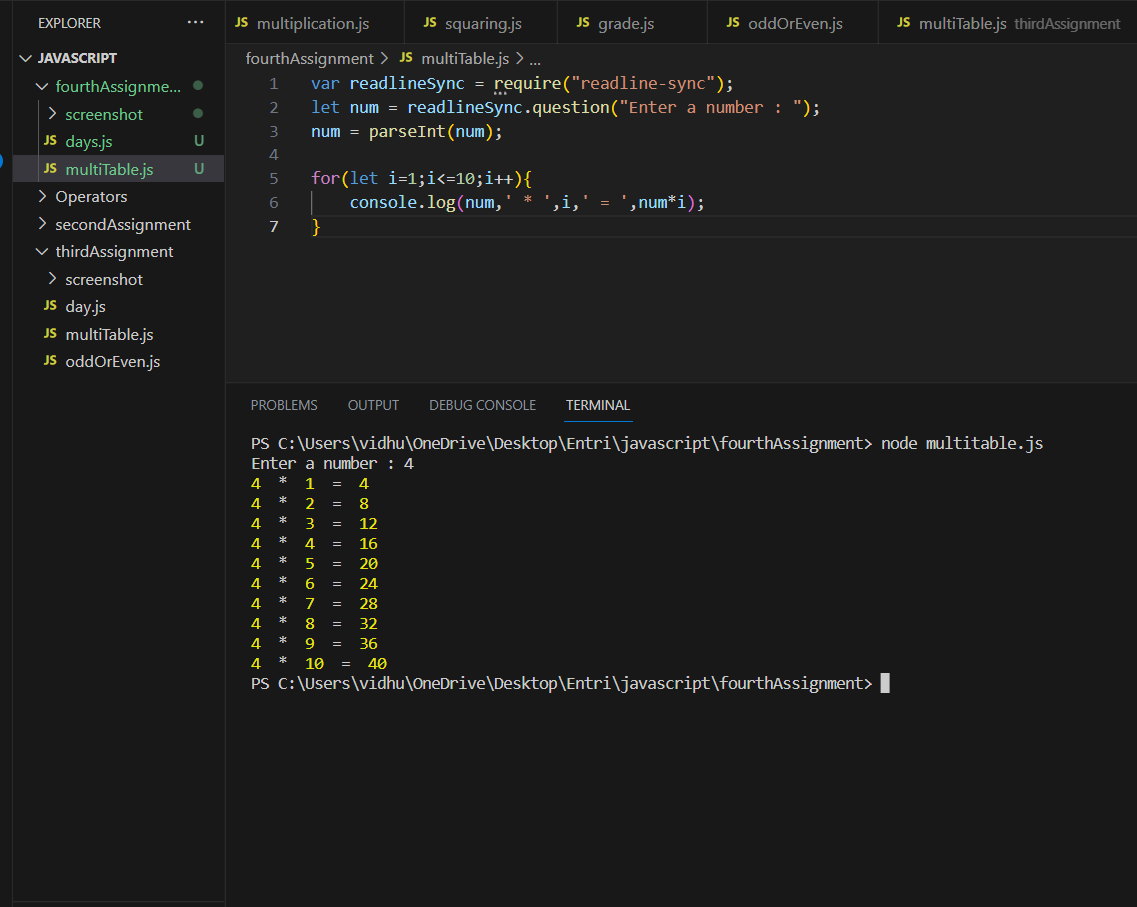 EXPLORER ...
JAVASCRIPT
fourthAssignme...
screenshot
JS days.js U
JS multiTable.js U
Operators
secondAssignment
thirdAssignment
screenshot
JS day.js
JS multiTable.js
JS oddOrEven.js
JS multiplication.js JS squaring.js JS grade.js JS oddOrEven.js JS multiTable.js thirdAssignment
fourthAssignment > JS multiTable.js > ...
1 var readlineSync = require("readline-sync");
2 let num = readlineSync.question("Enter a number : ");
3 num = parseInt(num);
4
5 for(let i=1;i<=10;i++){
6     console.log(num,' * ',i,' = ',num*i);
7 }
PROBLEMS OUTPUT DEBUG CONSOLE TERMINAL
PS C:\Users\vidhu\OneDrive\Desktop\Entri\javascript\fourthAssignment> node multitable.js
Enter a number : 4
4  *  1  =  4
4  *  2  =  8
4  *  3  =  12
4  *  4  =  16
4  *  5  =  20
4  *  6  =  24
4  *  7  =  28
4  *  8  =  32
4  *  9  =  36
4  *  10  =  40
PS C:\Users\vidhu\OneDrive\Desktop\Entri\javascript\fourthAssignment>